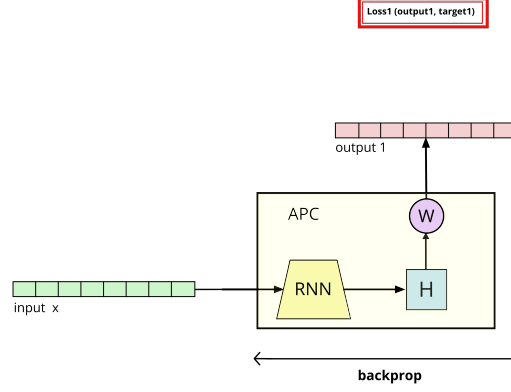 Loss1 (output1, target1)
output 1
APC
W
RNN
H
input x
backprop